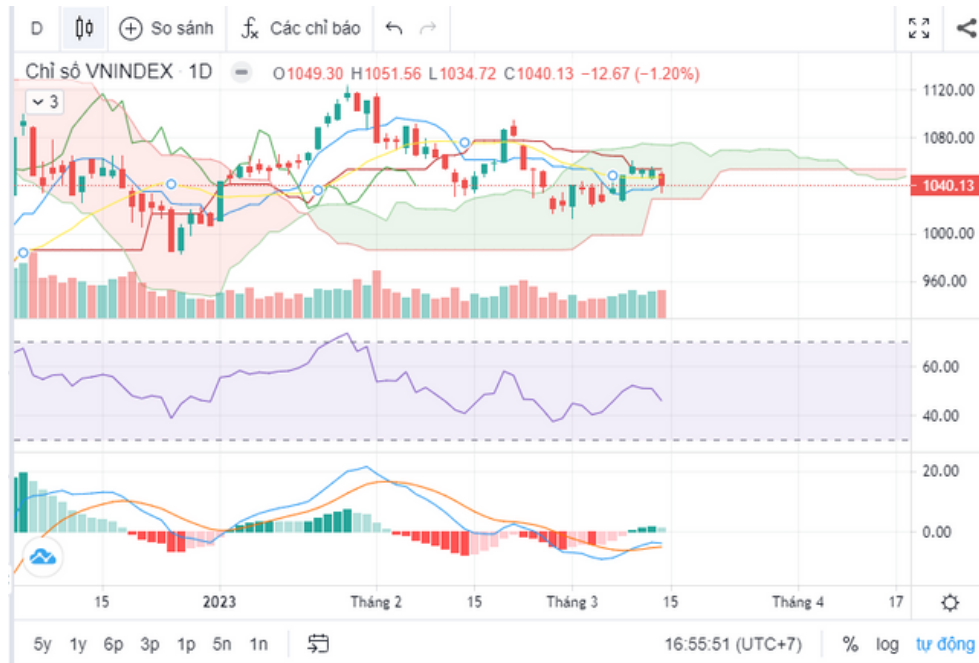 D So sánh fx Các chỉ báo
Chỉ số VNINDEX · 1D O1049.30 H1051.56 L1034.72 C1040.13 −12.67 (−1.20%)
3
1120.00
1080.00
1040.13
1000.00
960.00
60.00
40.00
20.00
0.00
15 2023 Tháng 2 15 Tháng 3 15 Tháng 4 17
5y 1y 6p 3p 1p 5n 1n 16:55:51 (UTC+7) % log tự động